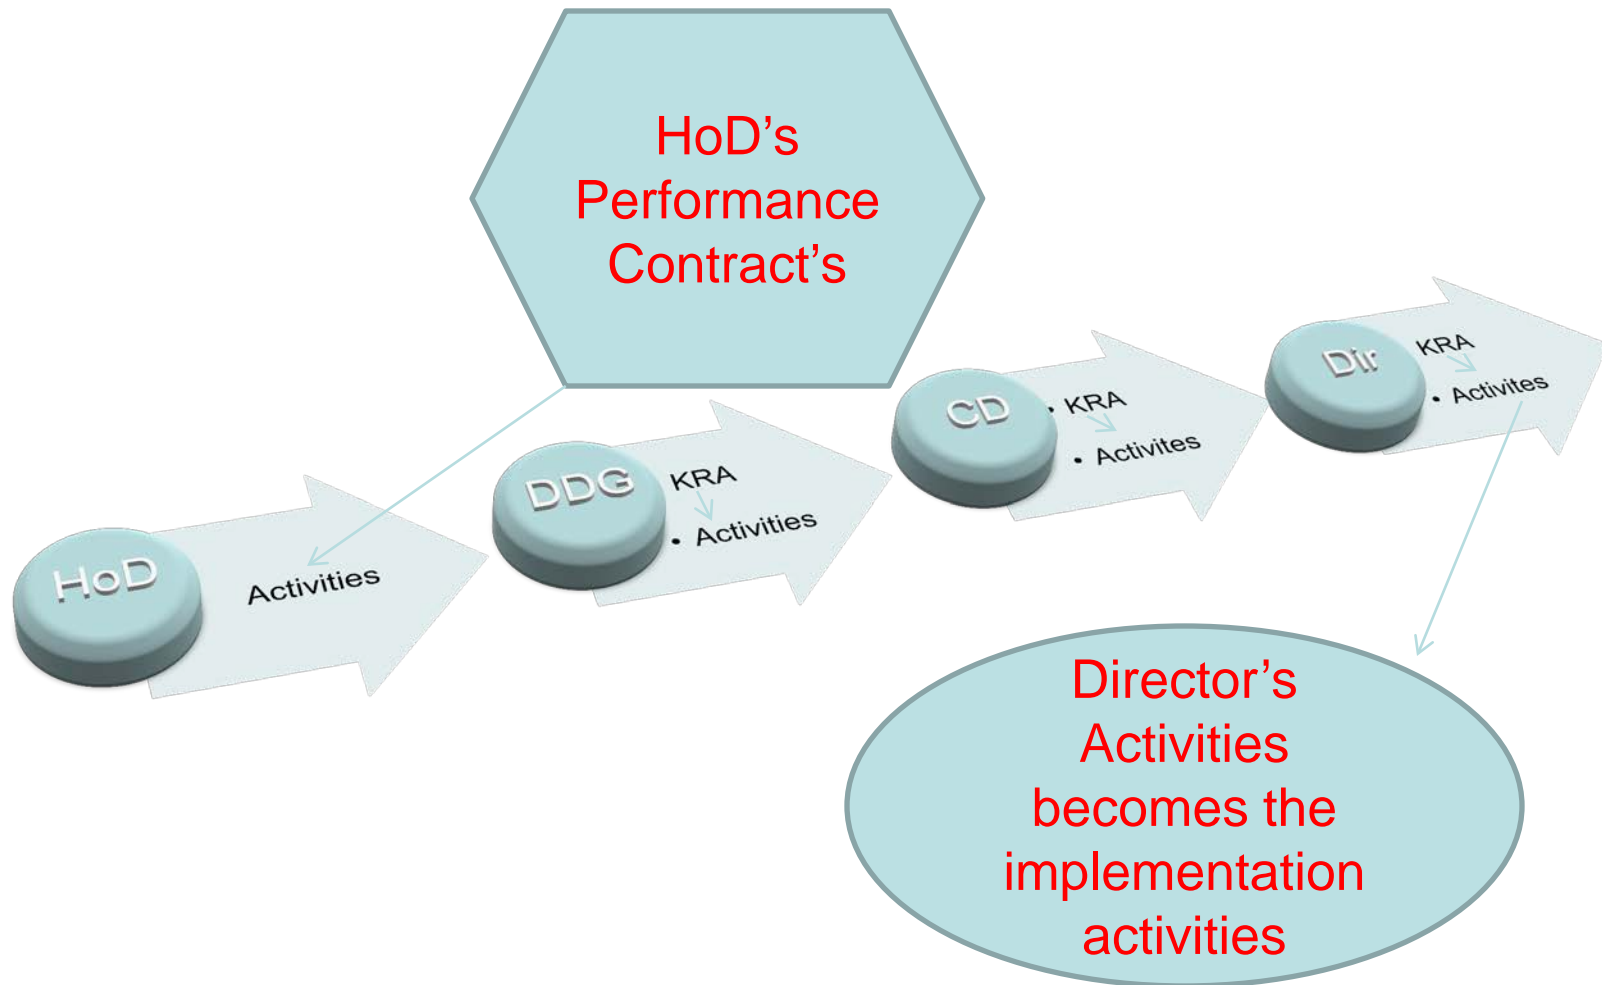 HoD’s
Performance
Contract’s
HoD
Activities
DDG
KRA
• Activities
CD
• KRA
• Activites
Dir
KRA
• Activites
Director’s
Activities
becomes the
implementation
activities